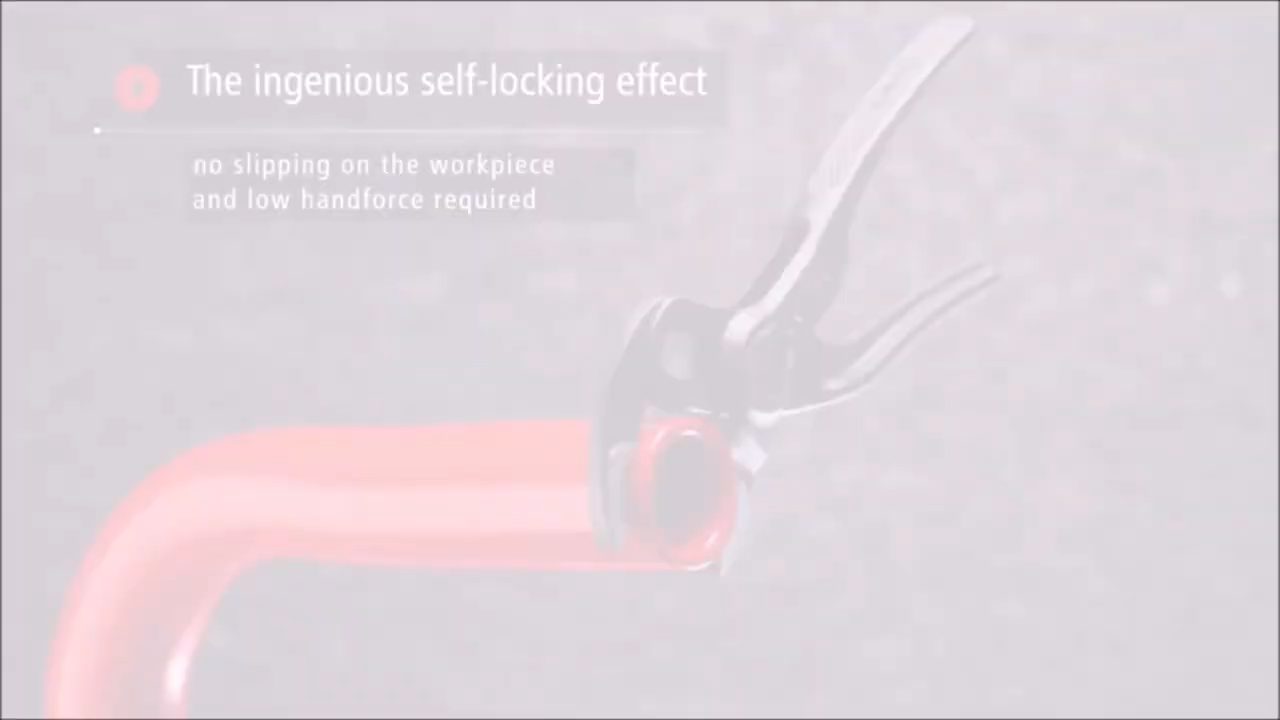 The ingenious self-locking effect
no slipping on the workpiece
and low handforce required